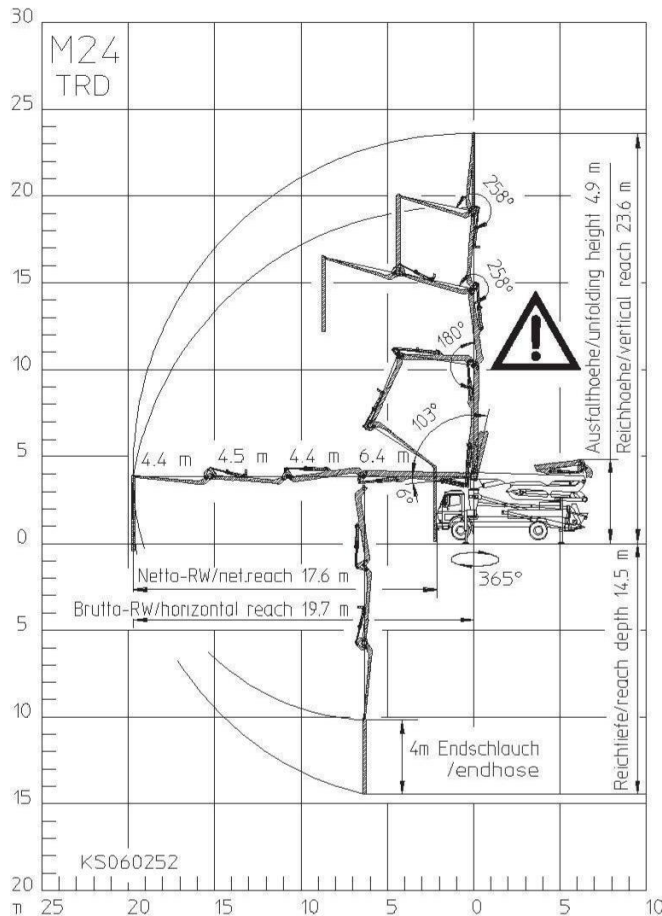 30
M24
TRD
25
20
258°
15
258°
Ausfalthoehe/unfolding height 4.9 m
Reichhoehe/vertical reach 23.6 m
180°
10
103°
5
4.4 m
4.5 m
4.4 m
6.4 m
6°
0
Netto-RW/net.reach 17.6 m
365°
Brutto-RW/horizontal reach 19.7 m
5
Reichtiefe/reach depth 14.5 m
10
4m Endschlauch
/endhose
15
KS060252
20
m 25 20 15 10 5 0 5 10